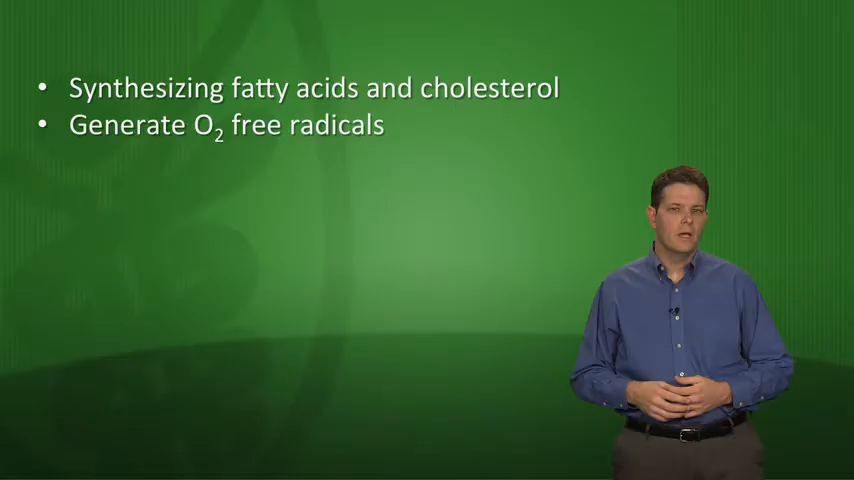 • Synthesizing fatty acids and cholesterol
• Generate O₂ free radicals